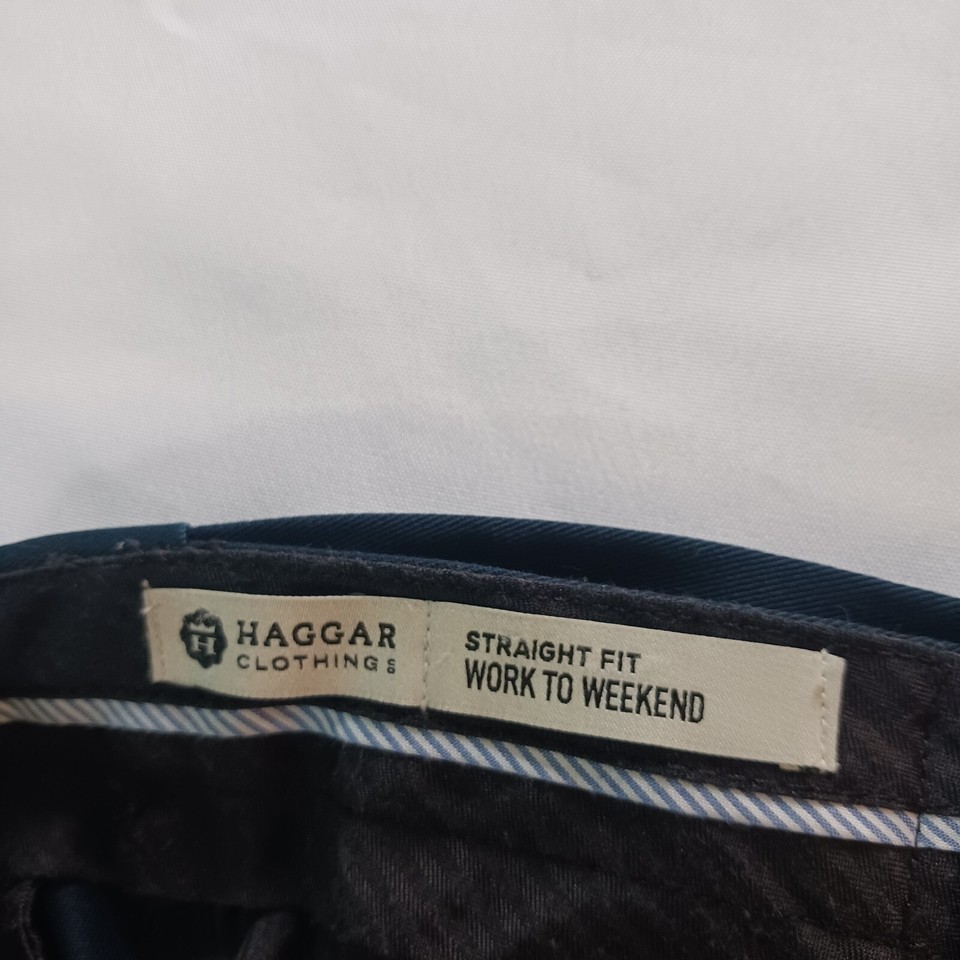 H
HAGGAR
CLOTHING Co
STRAIGHT FIT
WORK TO WEEKEND